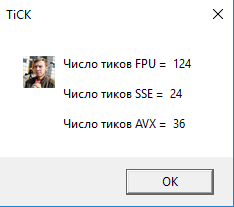 TiCK
Число тиков FPU = 124
Число тиков SSE = 24
Число тиков AVX = 36
OK